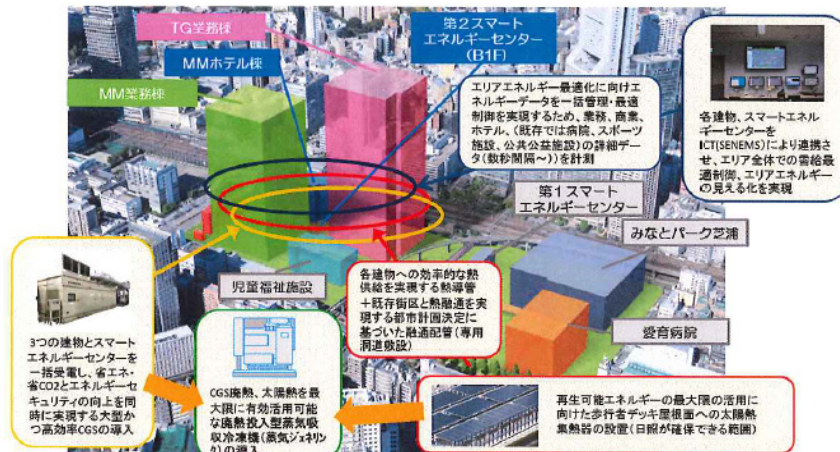 TG業務棟
MMホテル棟
MM業務棟
第2スマート
エネルギーセンター
(B1F)
エリアエネルギー最適化に向けエ
ネルギーデータを一括管理・最適
制御を実現するため、業務、商業、
ホテル、(既存では病院、スポーツ
施設、公共公益施設)の詳細デー
タ(数秒間隔~))を計測
各建物、スマートエネル
ギーセンターを
ICT(SENEMS)により連携さ
せ、エリア全体での需給最
適制御、エリアエネルギー
の見える化を実現
第1スマート
エネルギーセンター
みなとパーク芝浦
児童福祉施設
愛育病院
各建物への効率的な熱
供給を実現する熱導管
+既存街区と熱融通を実
現する都市計画決定に
基づいた融通配管(専用
洞道敷設)
3つの建物とスマート
エネルギーセンターを
一括受電し、省エネ・
省CO2とエネルギーセ
キュリティの向上を同
時に実現する大型か
つ高効率CGSの導入
CGS廃熱、太陽熱を最
大限に有効活用可能
な廃熱投入型蒸気吸
収冷凍機(蒸気ジェネリン
ク)の導入
再生可能エネルギーの最大限の活用に
向けた歩行者デッキ屋根面への太陽熱
集熱器の設置(日照が確保できる範囲)